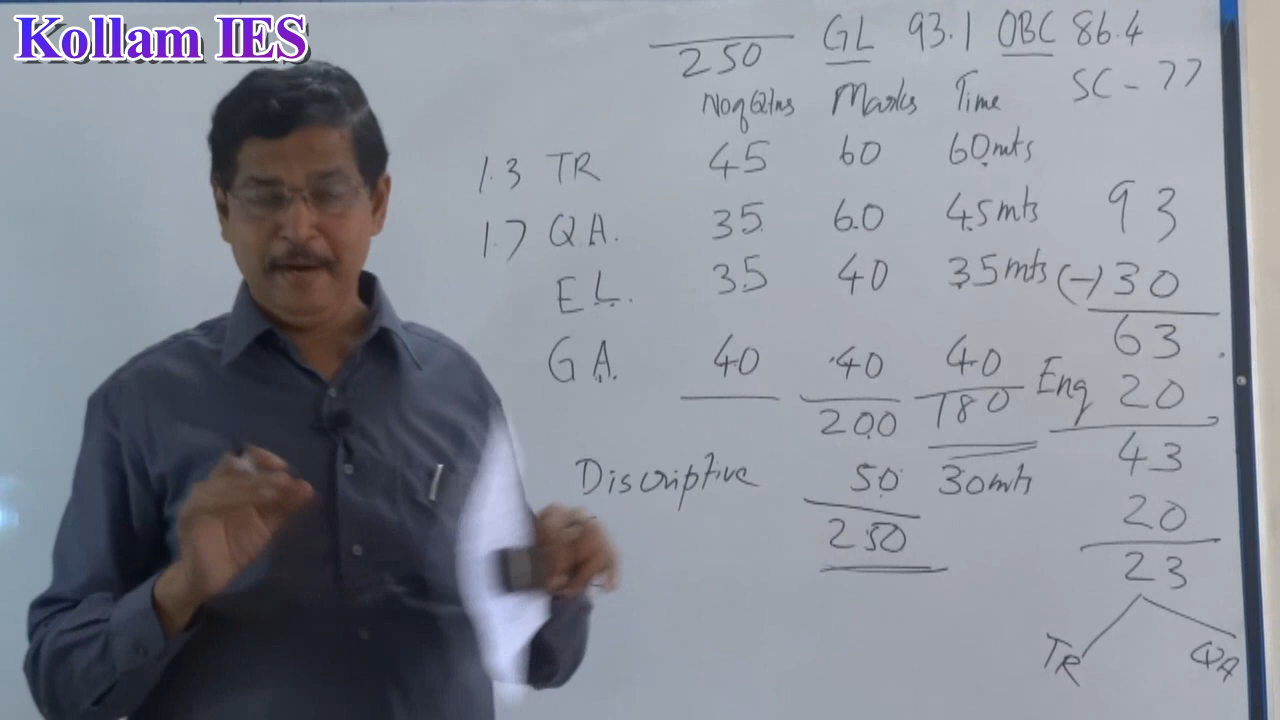 Kollam IES
250 GL 93.1 OBC 86.4
SC - 77
No of Qtns Marks Time
1.3 TR 45 60 60mts
1.7 Q.A. 35 60 45mts
E L. 35 40 35mts
G A. 40 40 40
200 180
Discriptive 50 30mts
250
93
(-) 30
63
Eng 20
43
20
23
TR QA